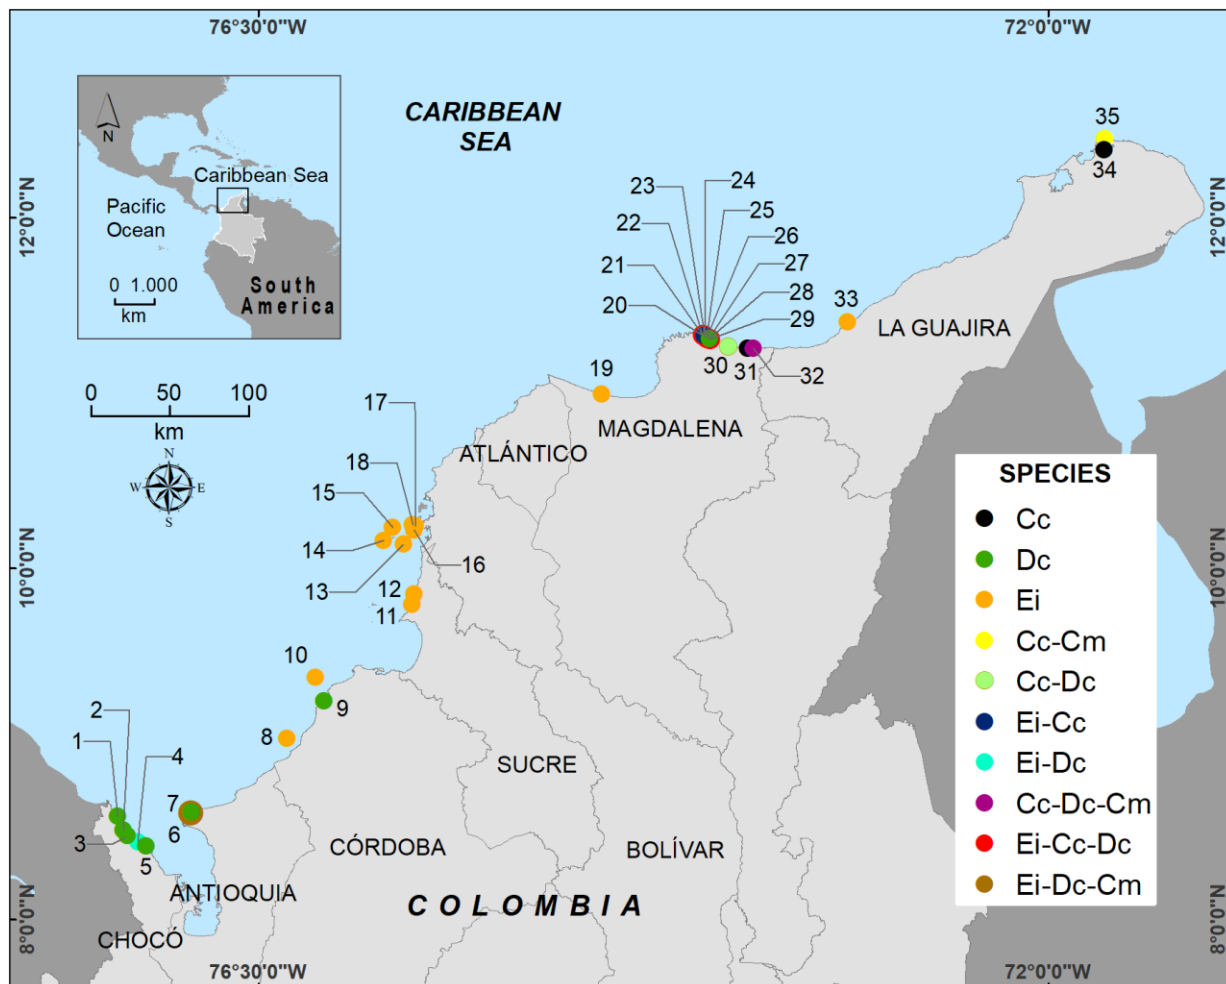 76°30'0"W
72°0'0"W
CARIBBEAN
SEA
N
Caribbean Sea
Pacific
Ocean
0 1.000
km
South
America
12°0'0"N
12°0'0"N
35
34
23
24
22
25
26
21
27
28
20
29
33
LA GUAJIRA
30
31
32
19
0 50 100
km
17
MAGDALENA
ATLÁNTICO
18
15
N
W
E
S
14
16
13
10°0'0"N
10°0'0"N
12
11
10
9
8
SUCRE
2
1
4
7
6
3
5
CÓRDOBA
BOLÍVAR
ANTIOQUIA
COLOMBIA
CHOCÓ
8°0'0"N
8°0'0"N
SPECIES
Cc
Dc
Ei
Cc-Cm
Cc-Dc
Ei-Cc
Ei-Dc
Cc-Dc-Cm
Ei-Cc-Dc
Ei-Dc-Cm
76°30'0"W
72°0'0"W